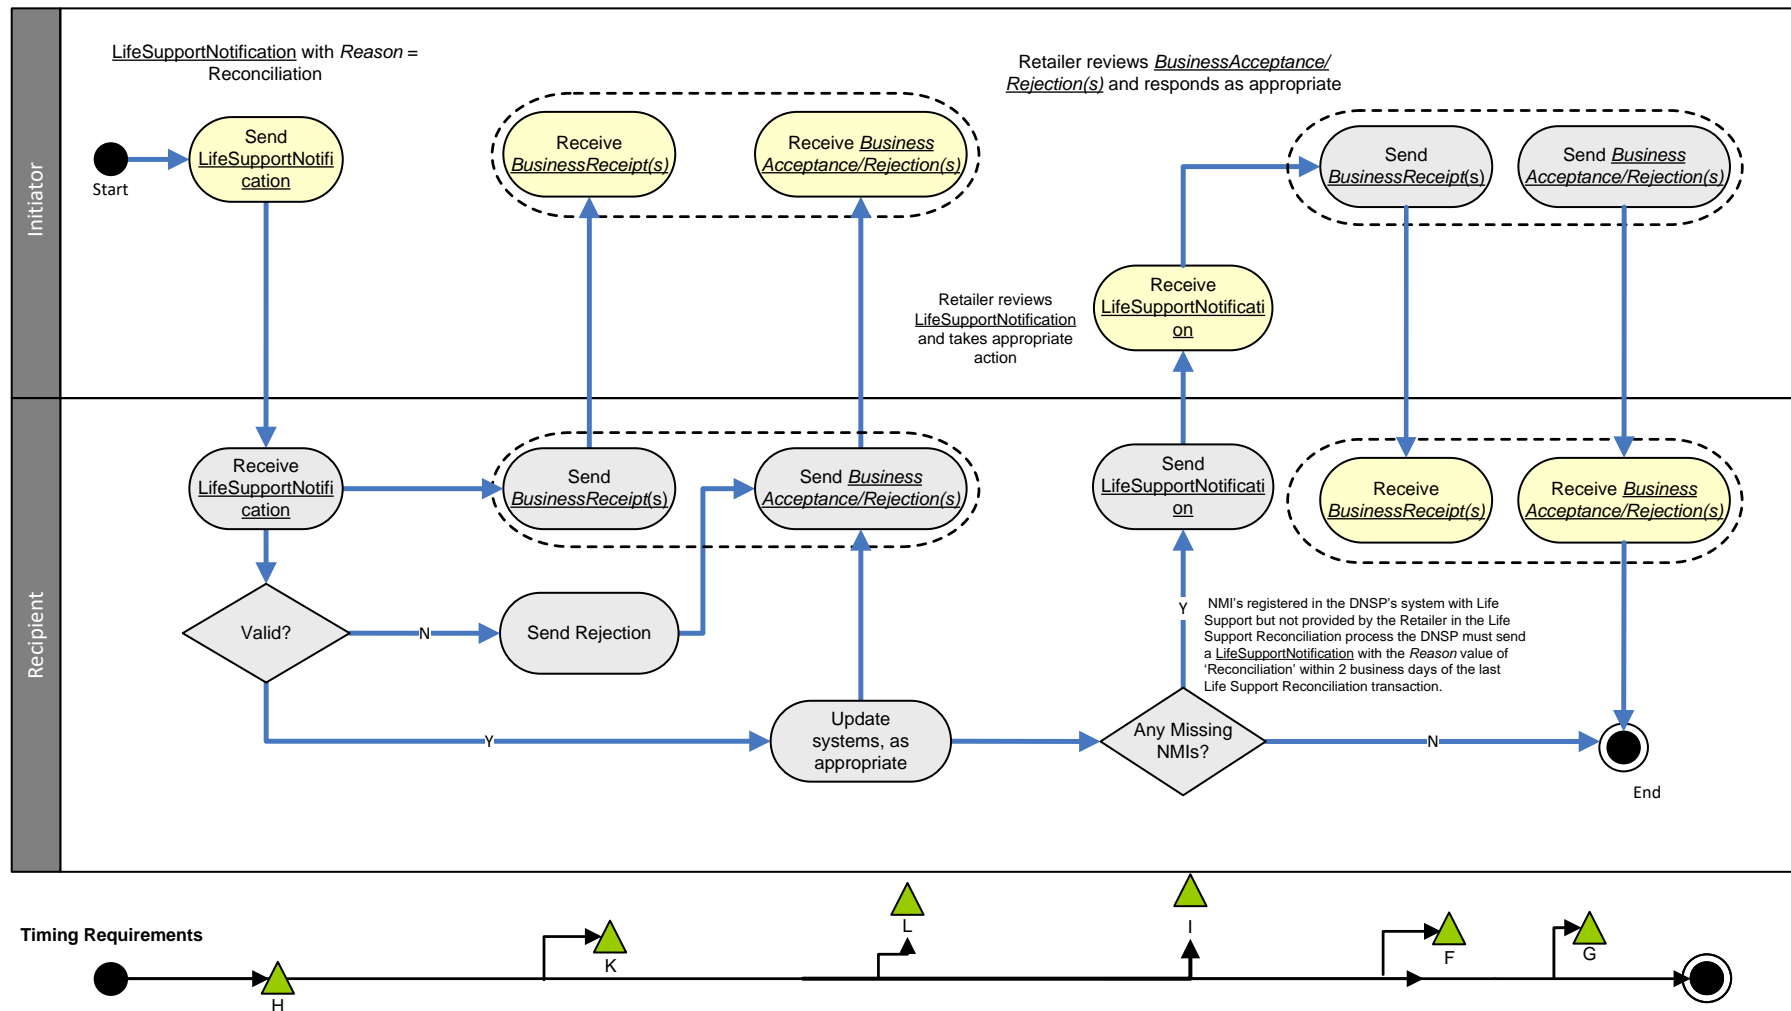 LifeSupportNotification with Reason =
Reconciliation
Retailer reviews BusinessAcceptance/
Rejection(s) and responds as appropriate
Initiator
Start
Send
LifeSupportNotifi
cation
Receive
BusinessReceipt(s)
Receive Business
Acceptance/Rejection(s)
Send
BusinessReceipt(s)
Send Business
Acceptance/Rejection(s)
Retailer reviews
LifeSupportNotification
and takes appropriate
action
Receive
LifeSupportNotificati
on
Recipient
Receive
LifeSupportNotifi
cation
Send
BusinessReceipt(s)
Send Business
Acceptance/Rejection(s)
Send
LifeSupportNotificati
on
Receive
BusinessReceipt(s)
Receive Business
Acceptance/Rejection(s)
Valid?
N
Send Rejection
Y
NMI's registered in the DNSP's system with Life
Support but not provided by the Retailer in the Life
Support Reconciliation process the DNSP must send
a LifeSupportNotification with the Reason value of
‘Reconciliation’ within 2 business days of the last
Life Support Reconciliation transaction.
Y
Update
systems, as
appropriate
Any Missing
NMIs?
N
End
Timing Requirements
H
K
L
I
F
G